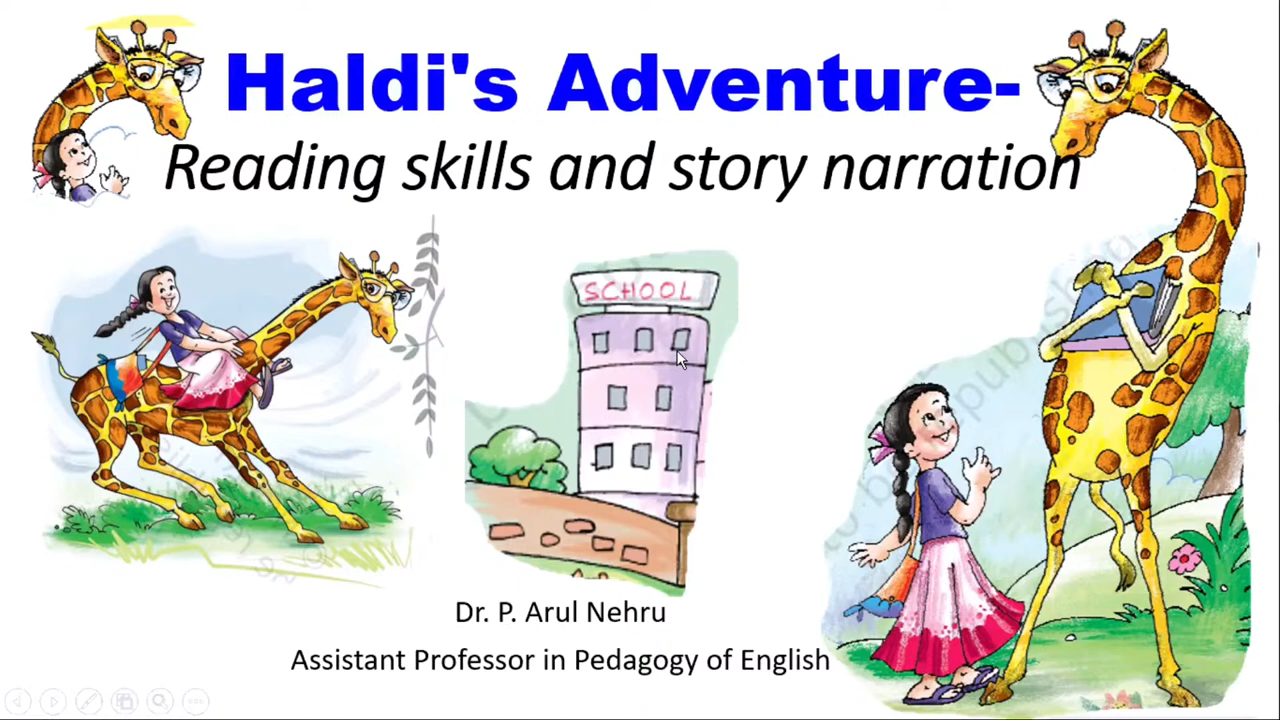 Haldi's Adventure-
Reading skills and story narration
SCHOOL
Dr. P. Arul Nehru
Assistant Professor in Pedagogy of English